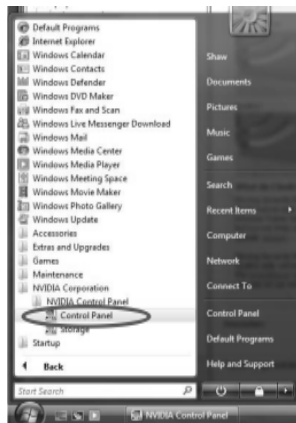 Default Programs
Internet Explorer
Windows Calendar
Windows Contacts
Windows Defender
Windows DVD Maker
Windows Fax and Scan
Windows Live Messenger Download
Windows Mail
Windows Media Center
Windows Media Player
Windows Meeting Space
Windows Movie Maker
Windows Photo Gallery
Windows Update
Accessories
Extras and Upgrades
Games
Maintenance
NVIDIA Corporation
NVIDIA Control Panel
Control Panel
Storage
Startup
Back
Start Search
Shaw
Documents
Pictures
Music
Games
Search
Recent Items
Computer
Network
Connect To
Control Panel
Default Programs
Help and Support
NVIDIA Control Panel